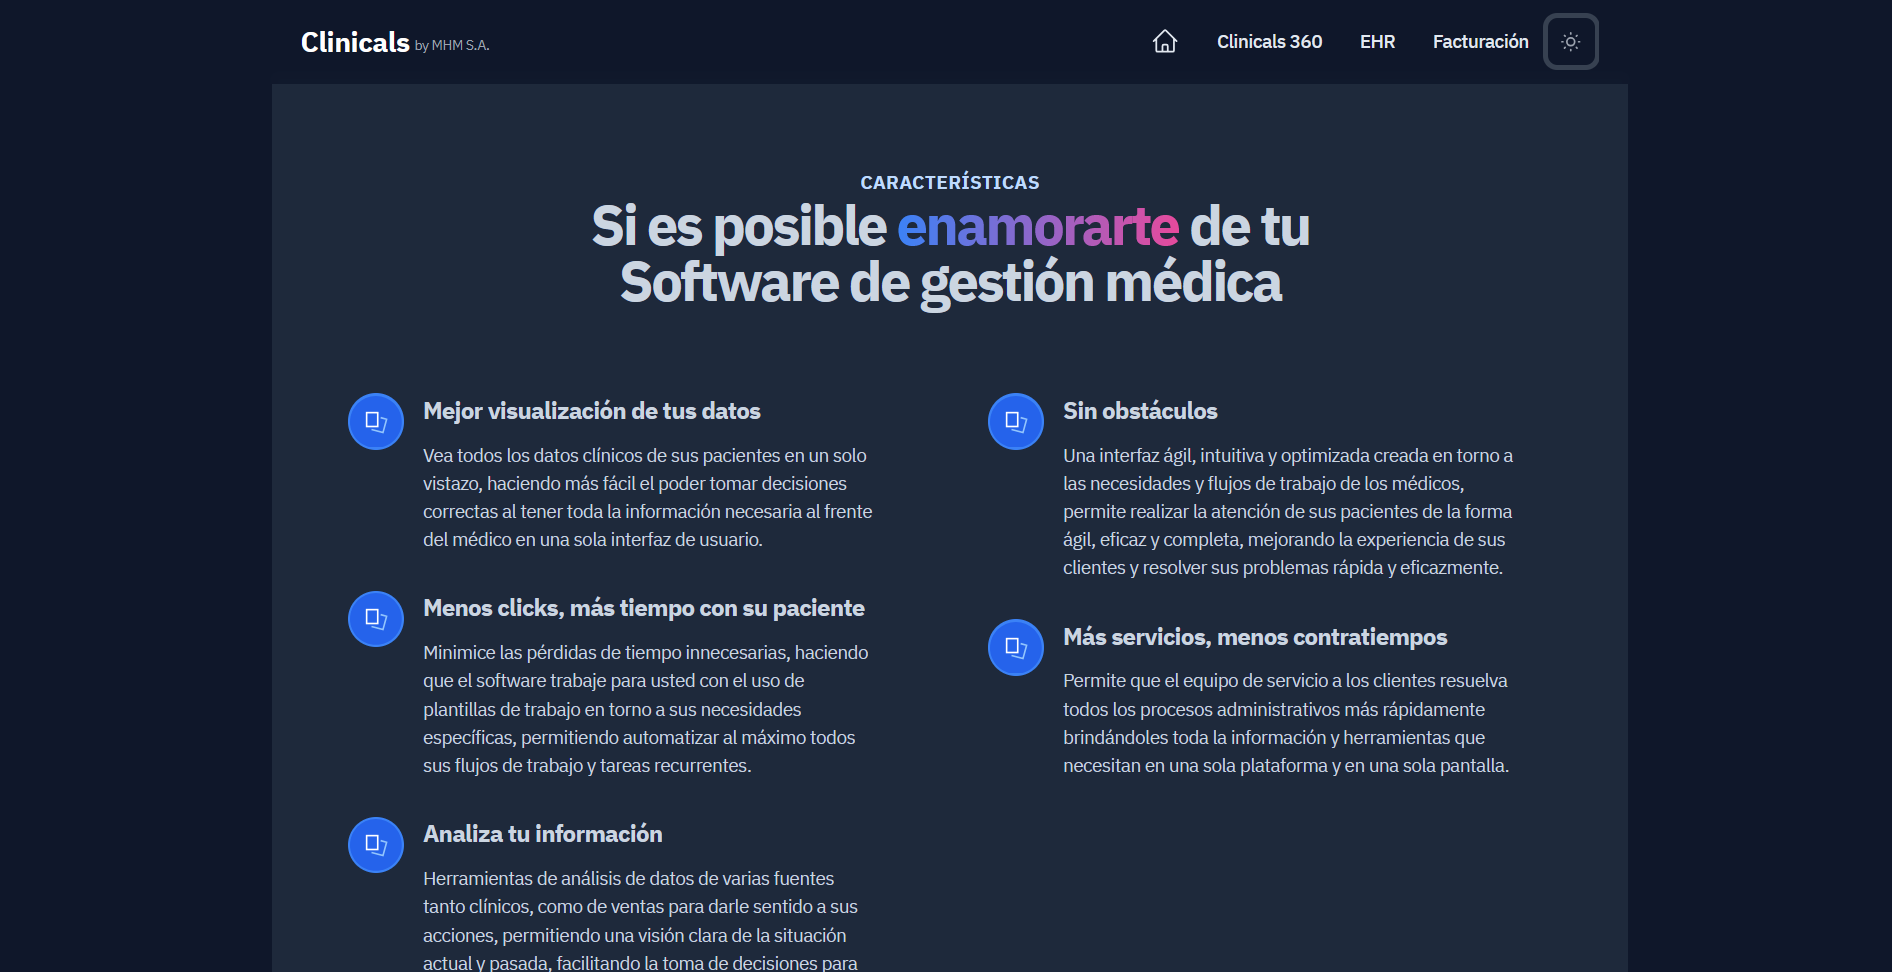 Clinicals by MHM S.A.
Clinicals 360 EHR Facturación
CARACTERÍSTICAS
Si es posible enamorarte de tu
Software de gestión médica
Mejor visualización de tus datos
Vea todos los datos clínicos de sus pacientes en un solo
vistazo, haciendo más fácil el poder tomar decisiones
correctas al tener toda la información necesaria al frente
del médico en una sola interfaz de usuario.
Menos clicks, más tiempo con su paciente
Minimice las pérdidas de tiempo innecesarias, haciendo
que el software trabaje para usted con el uso de
plantillas de trabajo en torno a sus necesidades
específicas, permitiendo automatizar al máximo todos
sus flujos de trabajo y tareas recurrentes.
Analiza tu información
Herramientas de análisis de datos de varias fuentes
tanto clínicos, como de ventas para darle sentido a sus
acciones, permitiendo una visión clara de la situación
actual y pasada, facilitando la toma de decisiones para
Sin obstáculos
Una interfaz ágil, intuitiva y optimizada creada en torno a
las necesidades y flujos de trabajo de los médicos,
permite realizar la atención de sus pacientes de la forma
ágil, eficaz y completa, mejorando la experiencia de sus
clientes y resolver sus problemas rápida y eficazmente.
Más servicios, menos contratiempos
Permite que el equipo de servicio a los clientes resuelva
todos los procesos administrativos más rápidamente
brindándoles toda la información y herramientas que
necesitan en una sola plataforma y en una sola pantalla.